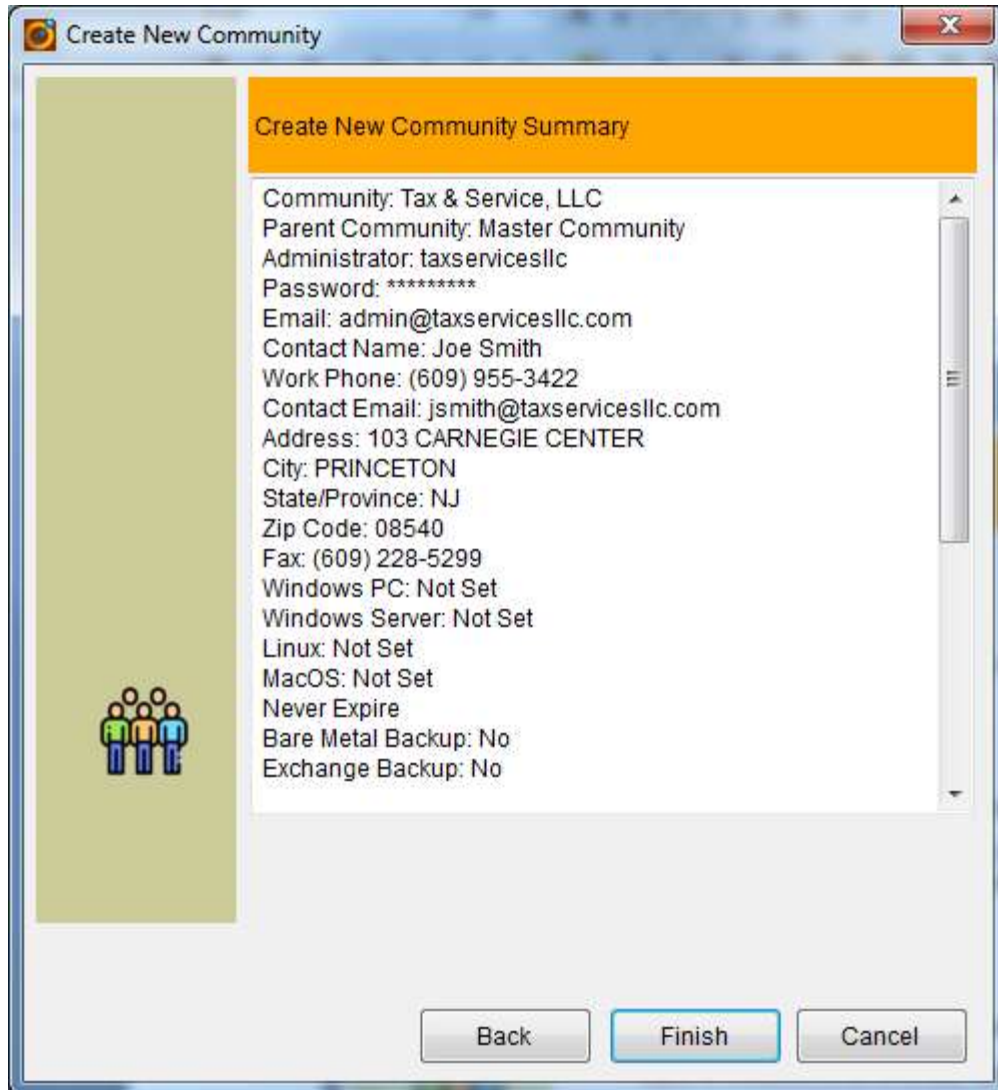 Create New Community
Create New Community Summary
Community: Tax & Service, LLC
Parent Community: Master Community
Administrator: taxservicesllc
Password: *********
Email: admin@taxservicesllc.com
Contact Name: Joe Smith
Work Phone: (609) 955-3422
Contact Email: jsmith@taxservicesllc.com
Address: 103 CARNEGIE CENTER
City: PRINCETON
State/Province: NJ
Zip Code: 08540
Fax: (609) 228-5299
Windows PC: Not Set
Windows Server: Not Set
Linux: Not Set
MacOS: Not Set
Never Expire
Bare Metal Backup: No
Exchange Backup: No
Back Finish Cancel